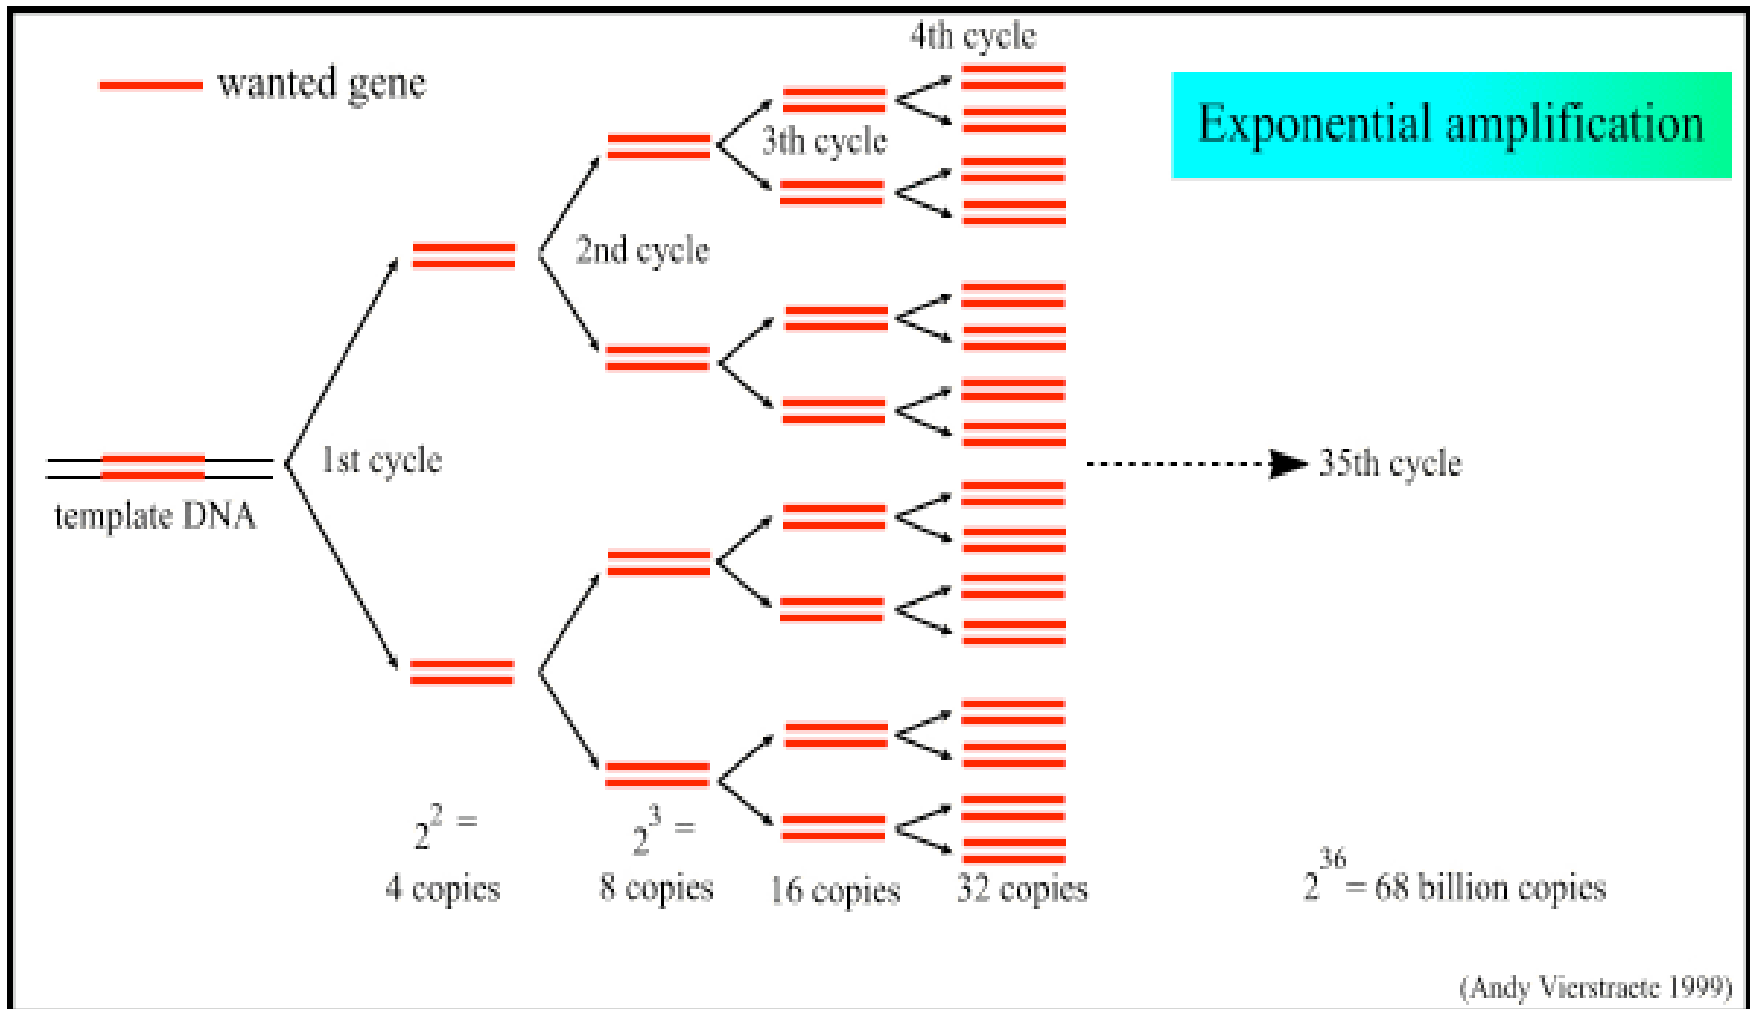 4th cycle
wanted gene
Exponential amplification
3th cycle
2nd cycle
1st cycle
35th cycle
template DNA
2^2 =
2^3 =
4 copies
8 copies
16 copies
32 copies
2^36 = 68 billion copies
(Andy Vierstraete 1999)